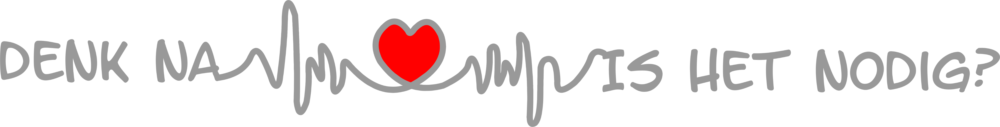 DENK NA IS HET NODIG?